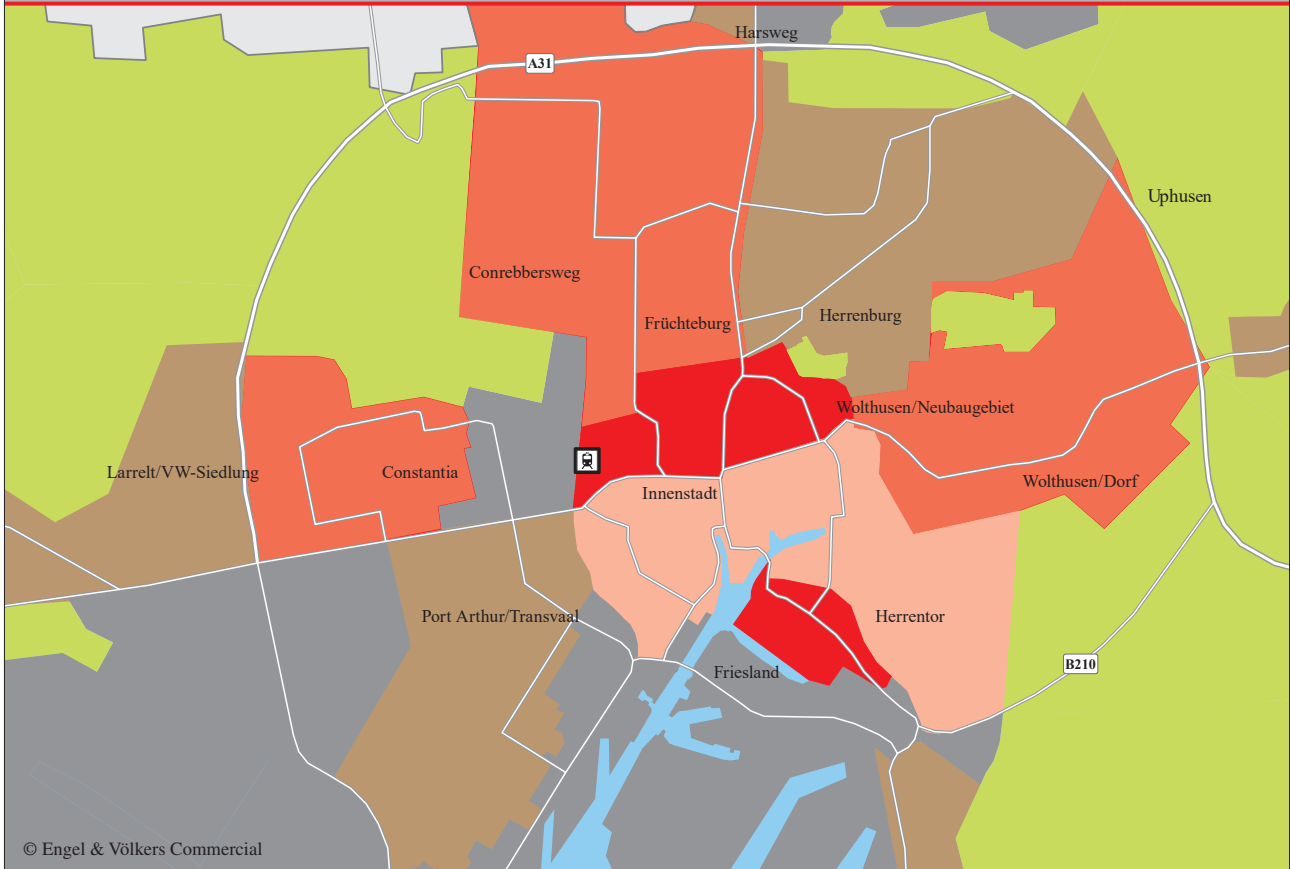 Harsweg
A31
Uphusen
Conrebbersweg
Früchteburg
Herrenburg
Wolthusen/Neubaugebiet
Larrelt/VW-Siedlung
Constantia
Wolthusen/Dorf
Innenstadt
Port Arthur/Transvaal
Herrentor
B210
Friesland
© Engel & Völkers Commercial